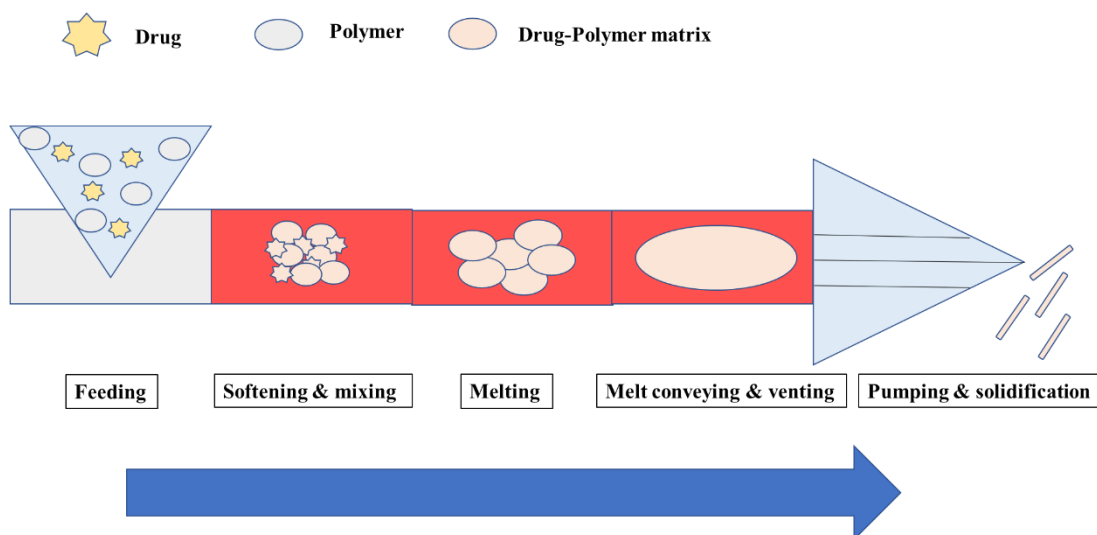 Drug
Polymer
Drug-Polymer matrix
Feeding
Softening & mixing
Melting
Melt conveying & venting
Pumping & solidification